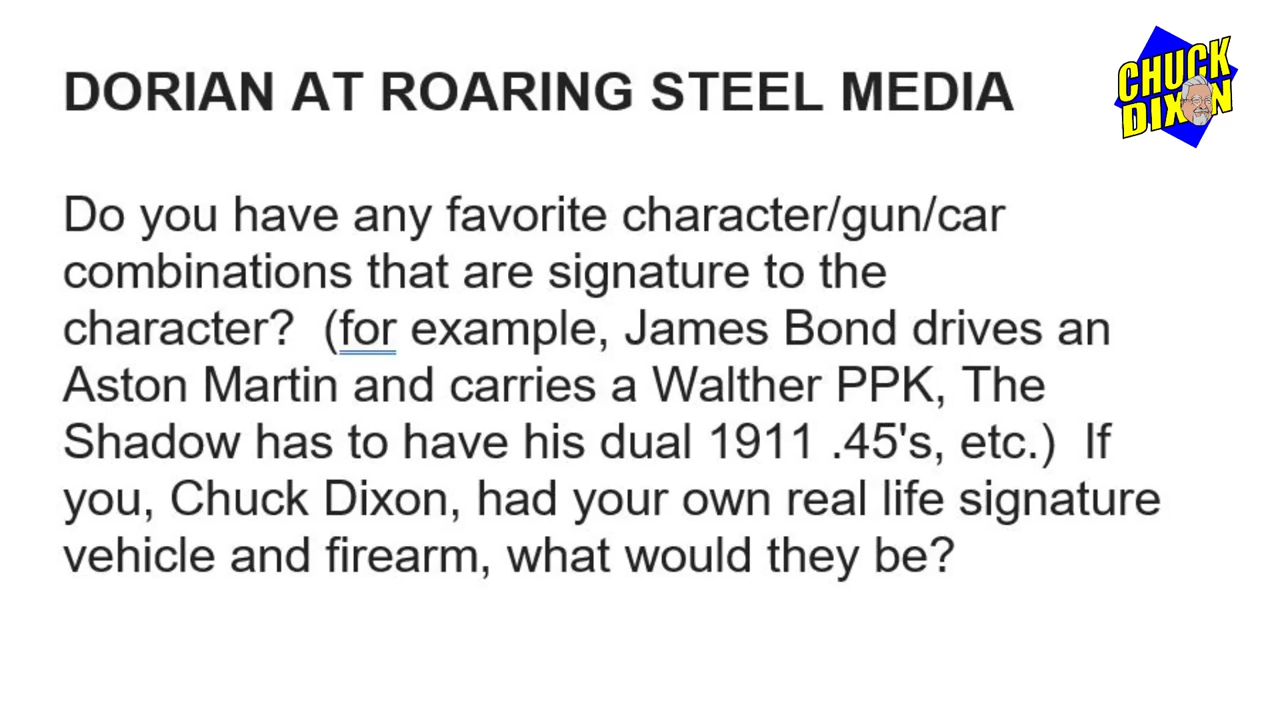 DORIAN AT ROARING STEEL MEDIA
CHUCK
DIXON
Do you have any favorite character/gun/car
combinations that are signature to the
character?  (for example, James Bond drives an
Aston Martin and carries a Walther PPK, The
Shadow has to have his dual 1911 .45's, etc.)  If
you, Chuck Dixon, had your own real life signature
vehicle and firearm, what would they be?